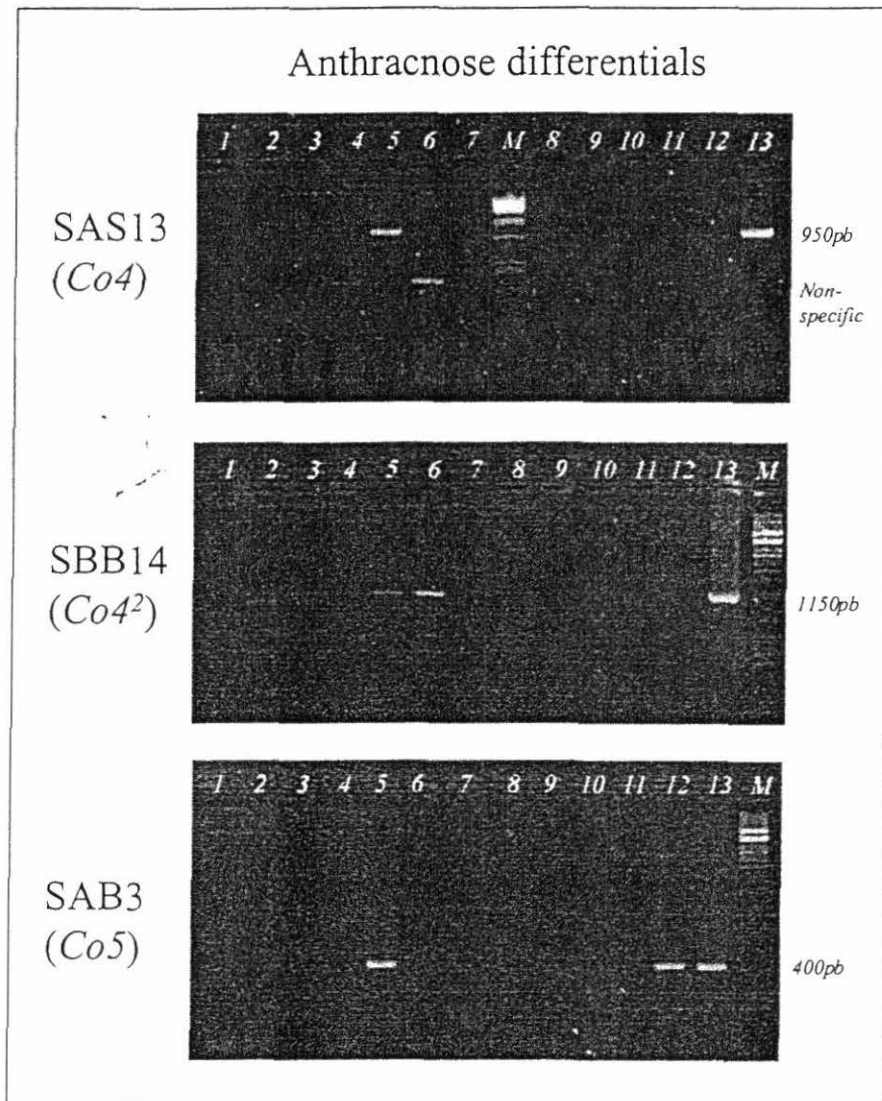 Anthracnose differentials
SAS13
(Co4)
1 2 3 4 5 6 7 M 8 9 10 11 12 13
950pb
Non-
specific
SBB14
(Co4²)
1 2 3 4 5 6 7 8 9 10 11 12 13 M
1150pb
SAB3
(Co5)
1 2 3 4 5 6 7 8 9 10 11 12 13 M
400pb